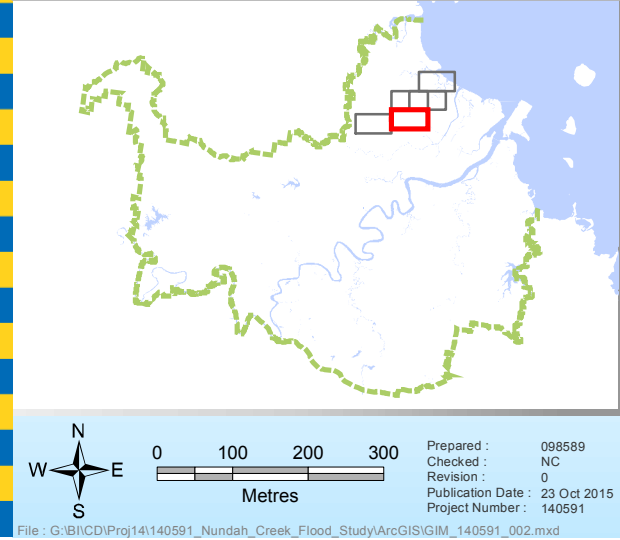 N
W E
S
0 100 200 300
Metres
Prepared : 098589
Checked : NC
Revision : 0
Publication Date : 23 Oct 2015
Project Number : 140591
File : G:\BI\CD\Proj14\140591_Nundah_Creek_Flood_Study\ArcGIS\GIM_140591_002.mxd